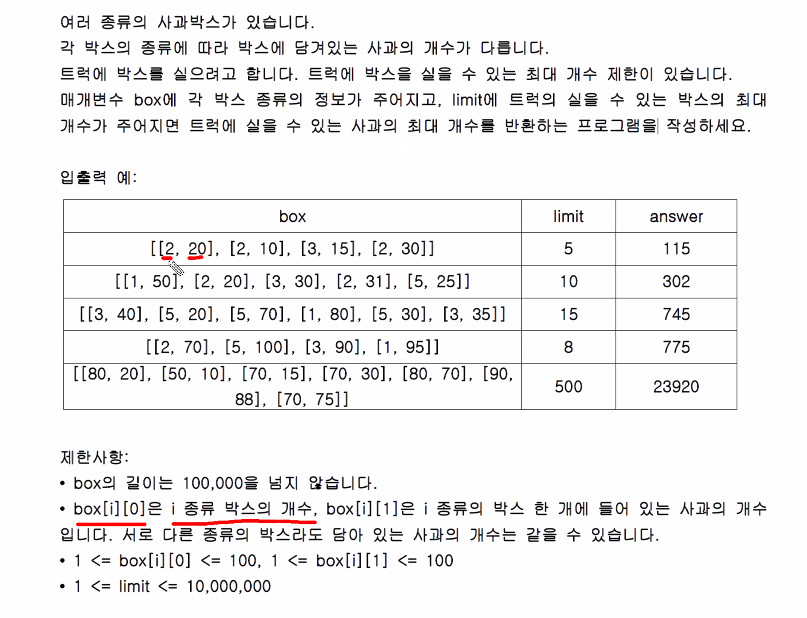 여러 종류의 사과박스가 있습니다.
각 박스의 종류에 따라 박스에 담겨있는 사과의 개수가 다릅니다.
트럭에 박스를 실으려고 합니다. 트럭에 박스을 실을 수 있는 최대 개수 제한이 있습니다.
매개변수 box에 각 박스 종류의 정보가 주어지고, limit에 트럭의 실을 수 있는 박스의 최대
개수가 주어지면 트럭에 실을 수 있는 사과의 최대 개수를 반환하는 프로그램을 작성하세요.
입출력 예:
box limit answer
[[2, 20], [2, 10], [3, 15], [2, 30]] 5 115
[[1, 50], [2, 20], [3, 30], [2, 31], [5, 25]] 10 302
[[3, 40], [5, 20], [5, 70], [1, 80], [5, 30], [3, 35]] 15 745
[[2, 70], [5, 100], [3, 90], [1, 95]] 8 775
[[80, 20], [50, 10], [70, 15], [70, 30], [80, 70], [90,
88], [70, 75]] 500 23920
제한사항:
• box의 길이는 100,000을 넘지 않습니다.
• box[i][0]은 i 종류 박스의 개수, box[i][1]은 i 종류의 박스 한 개에 들어 있는 사과의 개수
입니다. 서로 다른 종류의 박스라도 담아 있는 사과의 개수는 같을 수 있습니다.
• 1 <= box[i][0] <= 100, 1 <= box[i][1] <= 100
• 1 <= limit <= 10,000,000